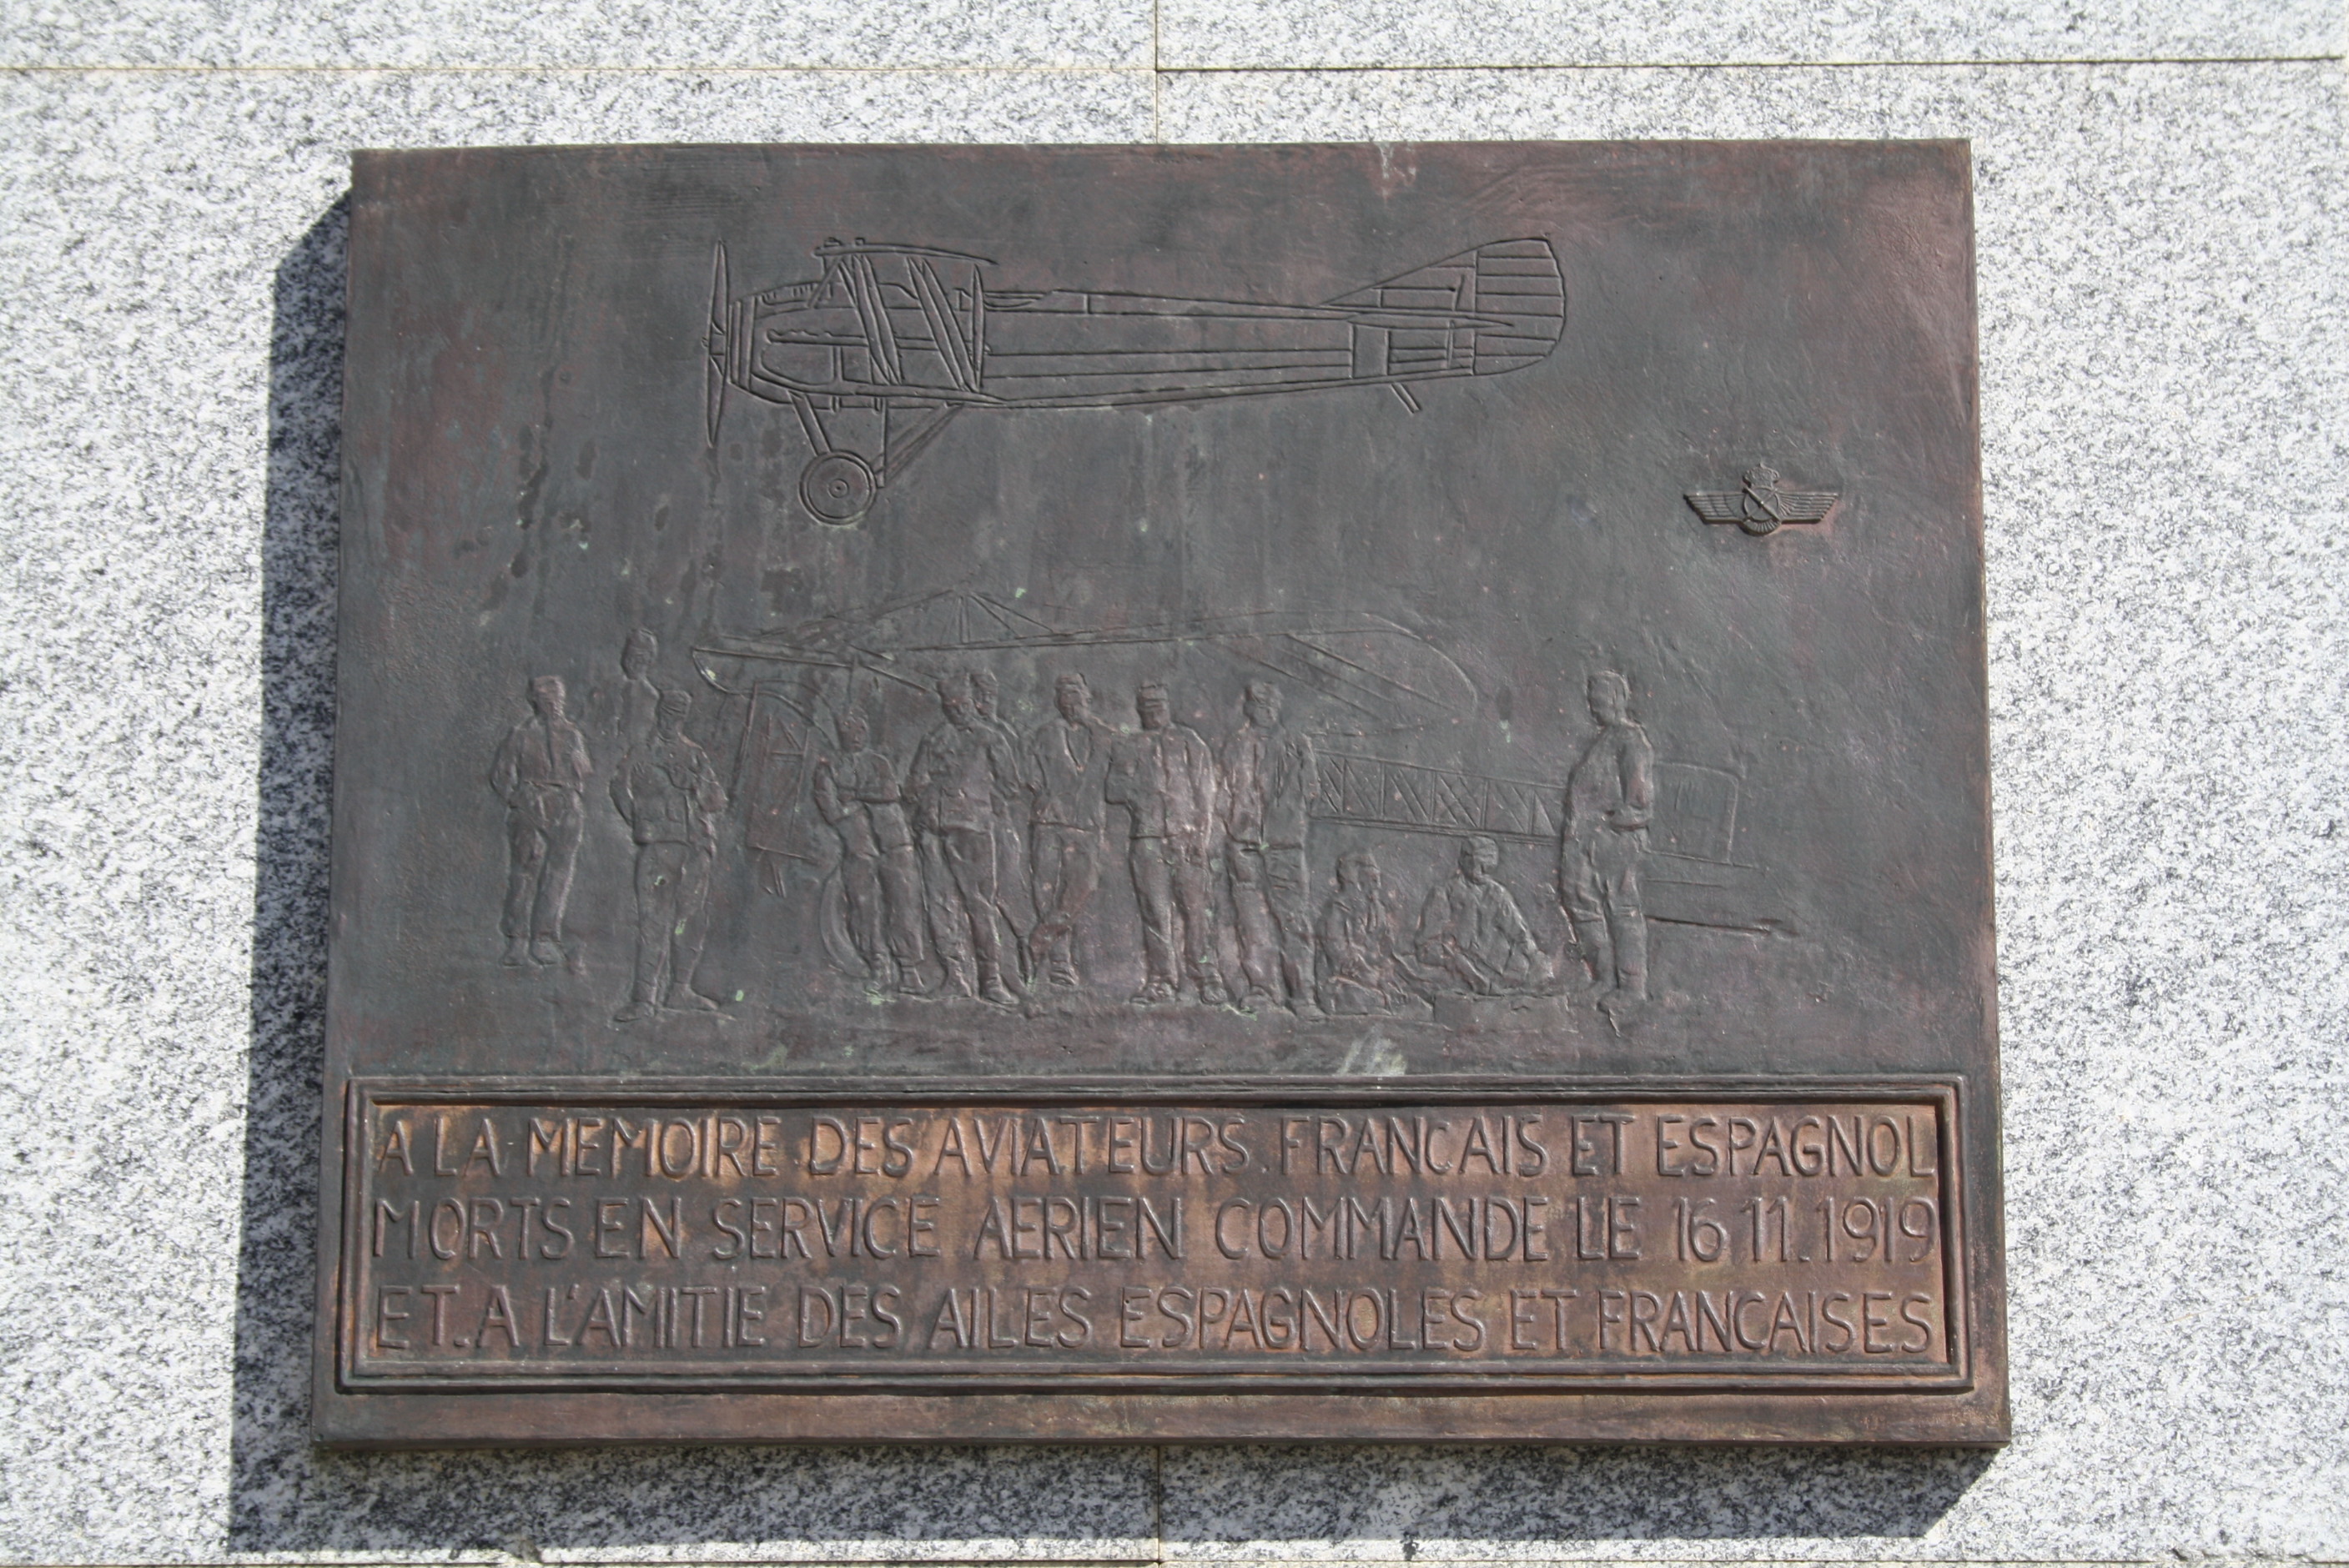 A LA MEMOIRE DES AVIATEURS FRANCAIS ET ESPAGNOL
MORTS EN SERVICE AERIEN COMMANDE LE 16 11.1919
ET.A L'AMITIE DES AILES ESPAGNOLES ET FRANCAISES